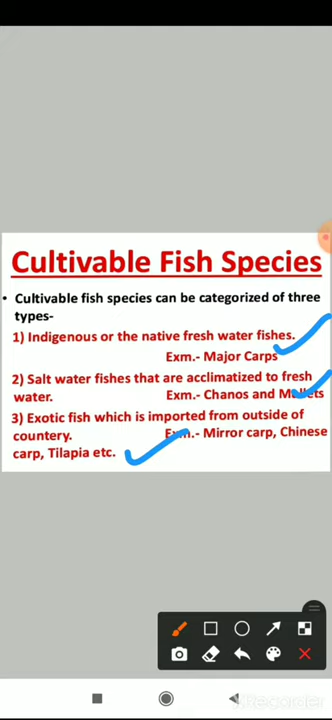 Cultivable Fish Species
• Cultivable fish species can be categorized of three
types-
1) Indigenous or the native fresh water fishes.
Exm.- Major Carps
2) Salt water fishes that are acclimatized to fresh
water. Exm.- Chanos and Mullets
3) Exotic fish which is imported from outside of
countery. Exm.- Mirror carp, Chinese
carp, Tilapia etc.
Recorder